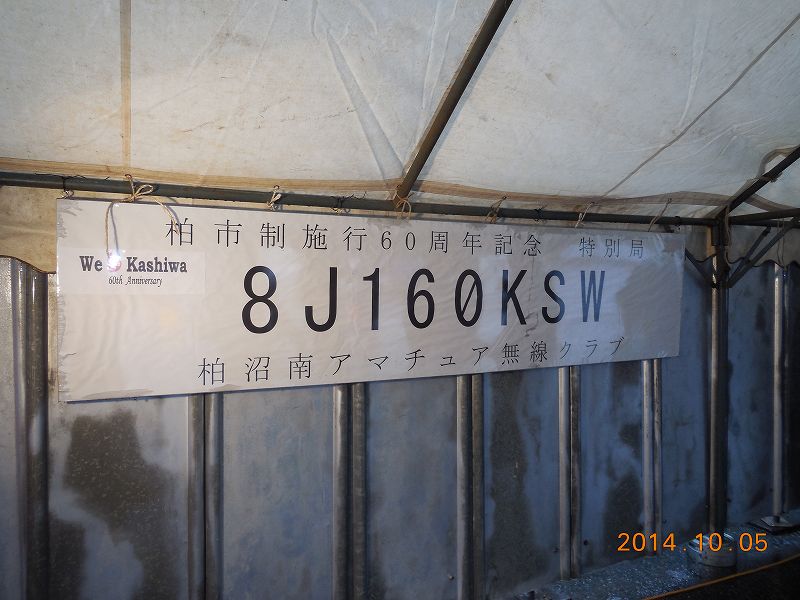 柏市制施行60周年記念 特別局
We Kashiwa
60th Anniversary
8J160KSW
柏沼南アマチュア無線クラブ
2014.10.05